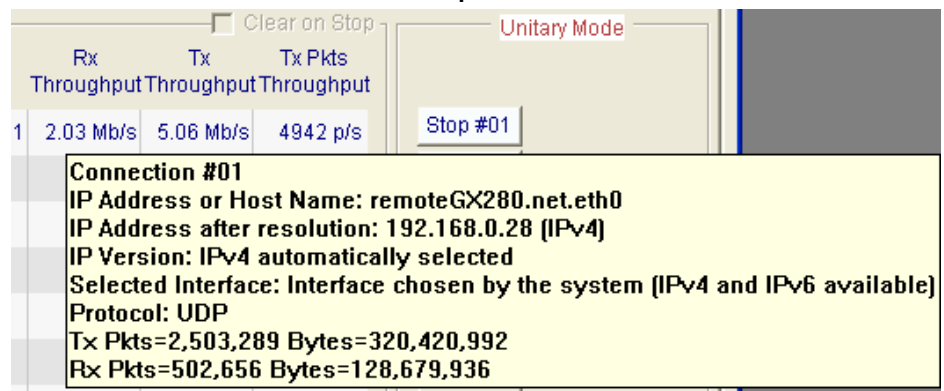 Clear on Stop
Unitary Mode
Rx Throughput
Tx Throughput
Tx Pkts Throughput
1 2.03 Mb/s 5.06 Mb/s 4942 p/s
Stop #01
Connection #01
IP Address or Host Name: remoteGX280.net.eth0
IP Address after resolution: 192.168.0.28 (IPv4)
IP Version: IPv4 automatically selected
Selected Interface: Interface chosen by the system (IPv4 and IPv6 available)
Protocol: UDP
Tx Pkts=2,503,289 Bytes=320,420,992
Rx Pkts=502,656 Bytes=128,679,936